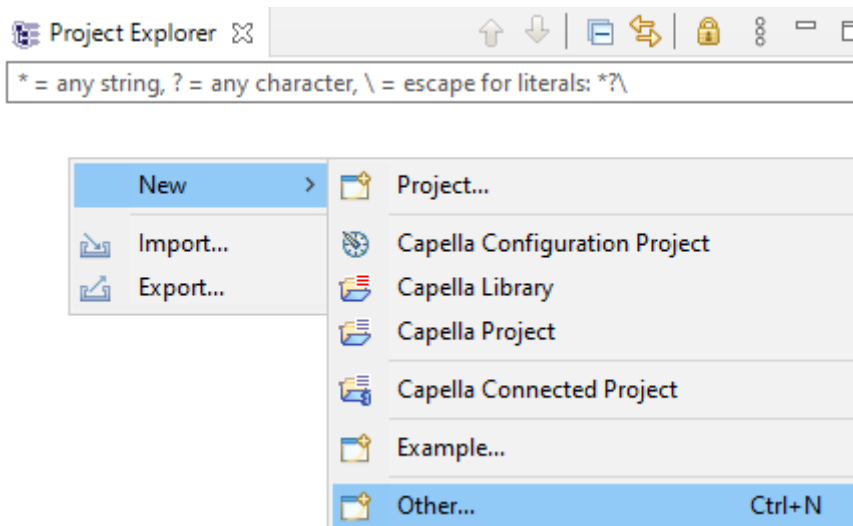 Project Explorer
* = any string, ? = any character, \ = escape for literals: *?\
New
Import...
Export...
Project...
Capella Configuration Project
Capella Library
Capella Project
Capella Connected Project
Example...
Other... Ctrl+N